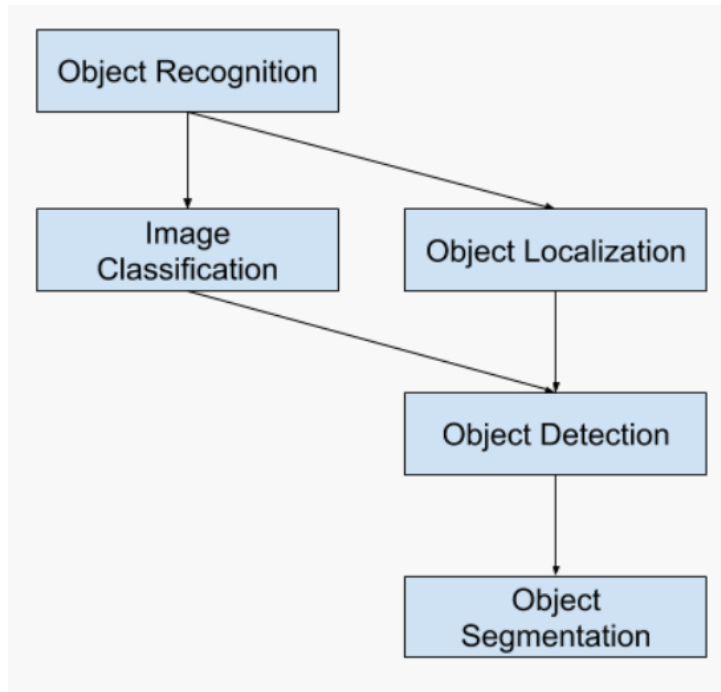 Object Recognition
Image
Classification
Object Localization
Object Detection
Object
Segmentation